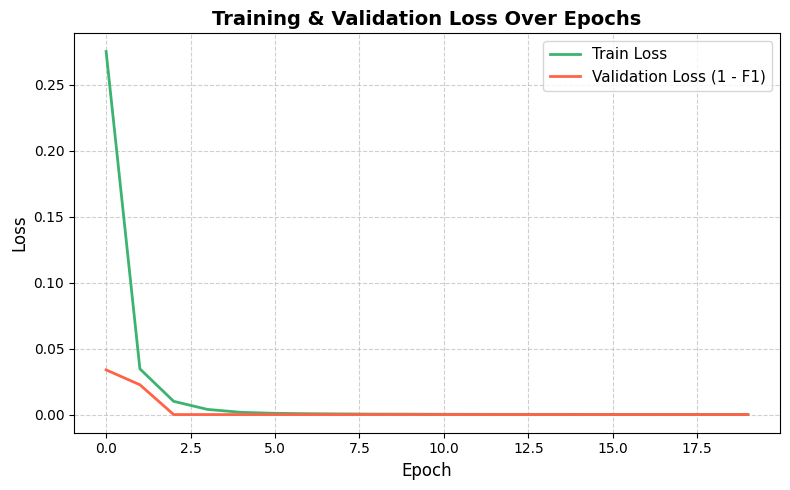 Training & Validation Loss Over Epochs
Train Loss
Validation Loss (1 - F1)
Loss
0.25
0.20
0.15
0.10
0.05
0.00
0.0 2.5 5.0 7.5 10.0 12.5 15.0 17.5
Epoch